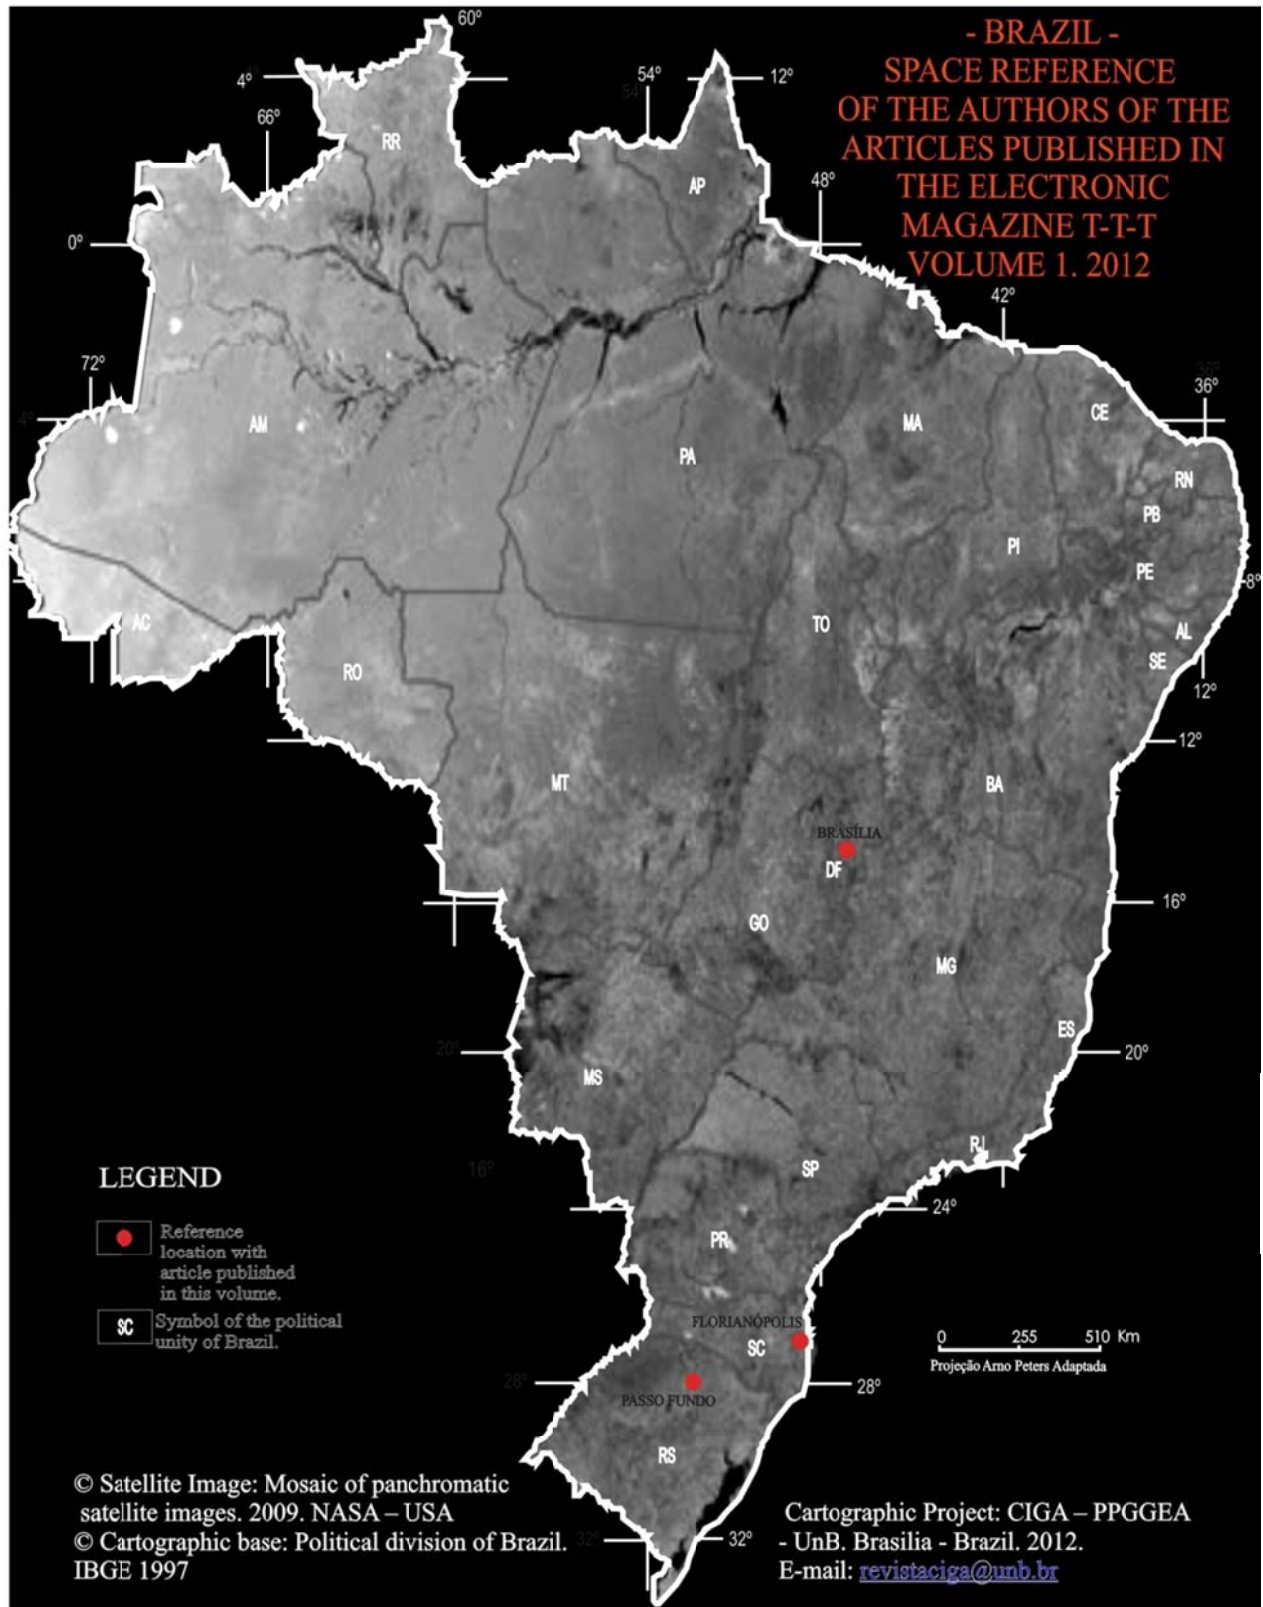 - BRAZIL -
SPACE REFERENCE
OF THE AUTHORS OF THE
ARTICLES PUBLISHED IN
THE ELECTRONIC
MAGAZINE T-T-T
VOLUME 1. 2012
60º
4º
66º
54º
54º
12º
RR
AP
48º
0º
42º
72º
36º
36º
4º
AM
MA
CE
PA
RN
PB
PI
PE
8º
AC
TO
AL
RO
SE
12º
12º
MT
BA
BRASÍLIA
DF
16º
GO
MG
ES
20º
20º
MS
RJ
16º
SP
24º
PR
LEGEND
Reference
location with
article published
in this volume.
SC
Symbol of the political
unity of Brazil.
FLORIANÓPOLIS
SC
0 255 510 Km
Projeção Arno Peters Adaptada
28º
28º
PASSO FUNDO
RS
32º
32º
© Satellite Image: Mosaic of panchromatic
satellite images. 2009. NASA – USA
© Cartographic base: Political division of Brazil.
IBGE 1997
Cartographic Project: CIGA – PPGGEA
- UnB. Brasilia - Brazil. 2012.
E-mail: revistaciga@unb.br